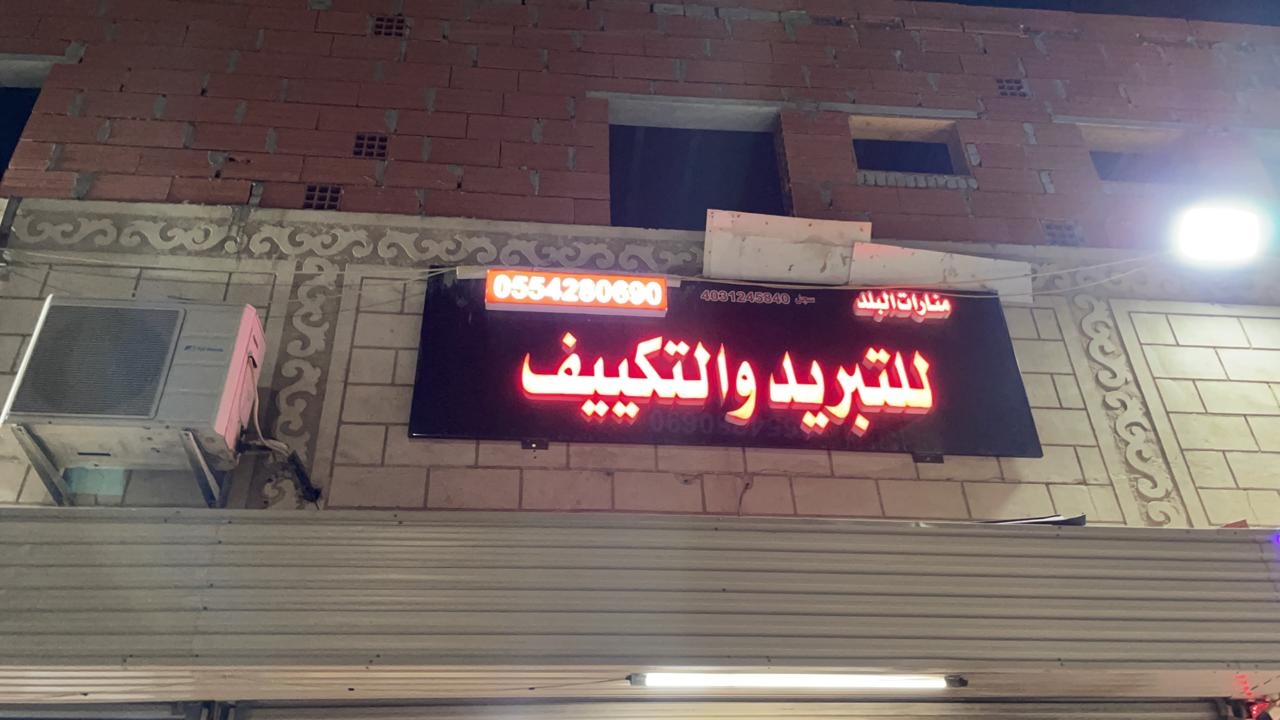 منارات البلد
سجل 4031245840
0554280690
للتبريد والتكييف